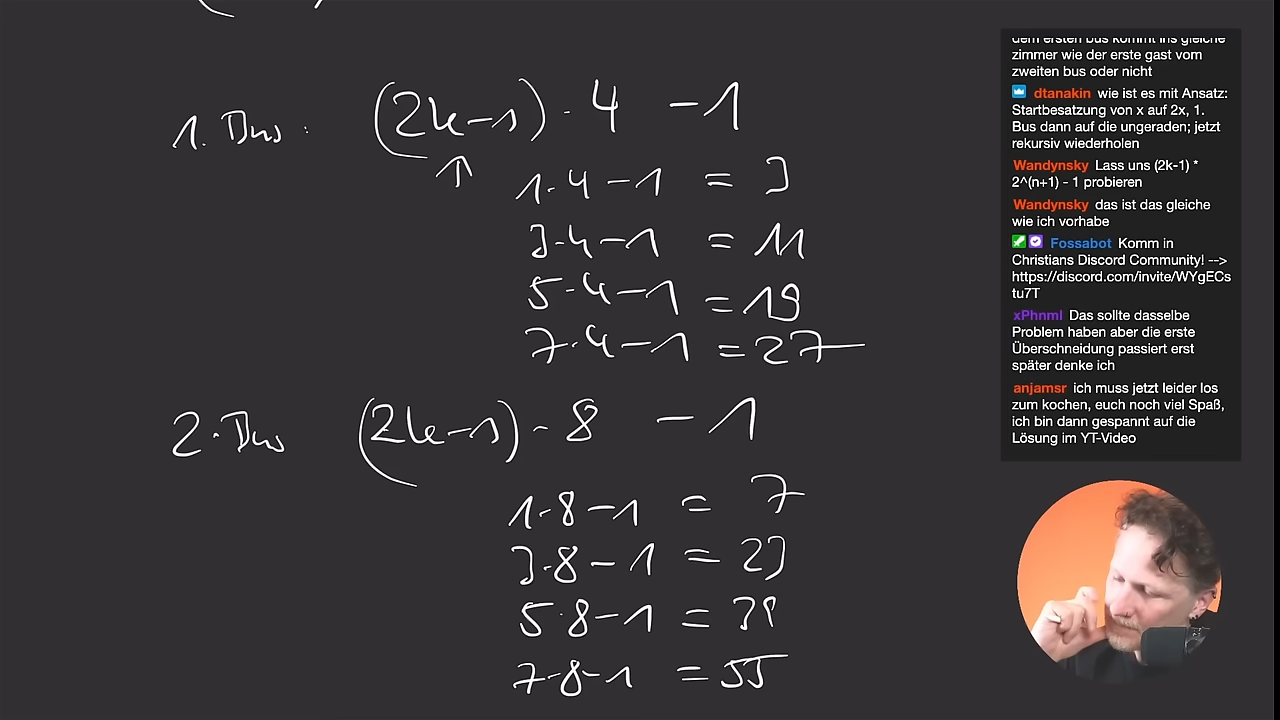 1. Bus: (2k-1) · 4 - 1
↑
1·4-1 = 3
3·4-1 = 11
5·4-1 = 19
7·4-1 = 27
2. Bus (2k-1) · 8 - 1
1·8-1 = 7
3·8-1 = 23
5·8-1 = 39
7·8-1 = 55
dem ersten bus kommt ins gleiche
zimmer wie der erste gast vom
zweiten bus oder nicht
dtanakin wie ist es mit Ansatz:
Startbesatzung von x auf 2x, 1.
Bus dann auf die ungeraden; jetzt
rekursiv wiederholen
Wandynsky Lass uns (2k-1) *
2^(n+1) - 1 probieren
Wandynsky das ist das gleiche
wie ich vorhabe
Fossabot Komm in
Christians Discord Community! -->
https://discord.com/invite/WYgECs
tu7T
xPhnml Das sollte dasselbe
Problem haben aber die erste
Überschneidung passiert erst
später denke ich
anjamsr ich muss jetzt leider los
zum kochen, euch noch viel Spaß,
ich bin dann gespannt auf die
Lösung im YT-Video